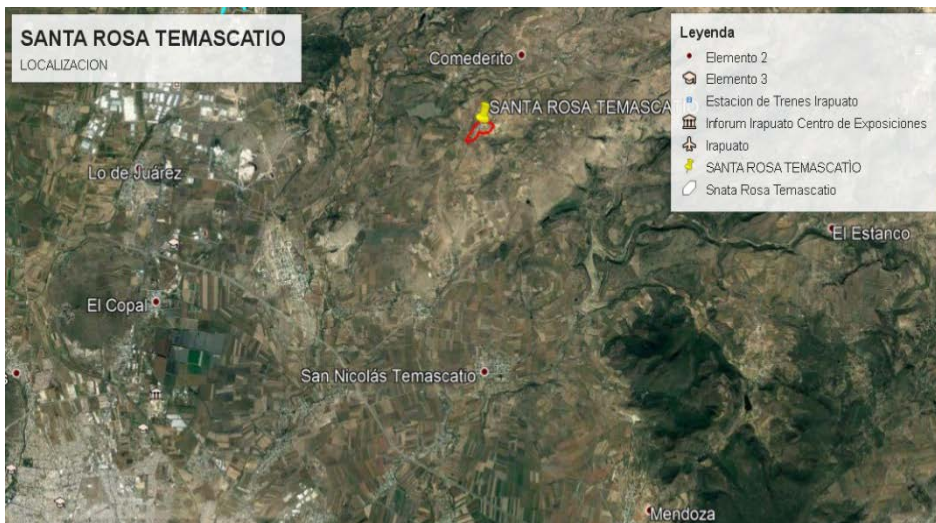 SANTA ROSA TEMASCATIO
LOCALIZACION
Leyenda
Elemento 2
Elemento 3
Estacion de Trenes Irapuato
Inforum Irapuato Centro de Exposiciones
Irapuato
SANTA ROSA TEMASCATÌO
Snata Rosa Temascatio
Comederito
SANTA ROSA TEMASCATIO
Lo de Juárez
El Estanco
El Copal
San Nicolás Temascatio
Mendoza